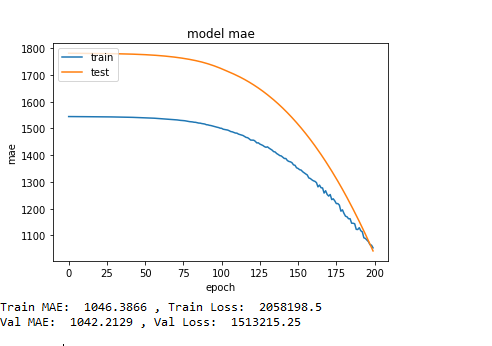 model mae
1800
1700
1600
1500
1400
1300
1200
1100
mae
train
test
0 25 50 75 100 125 150 175 200
epoch
Train MAE: 1046.3866 , Train Loss: 2058198.5
Val MAE: 1042.2129 , Val Loss: 1513215.25